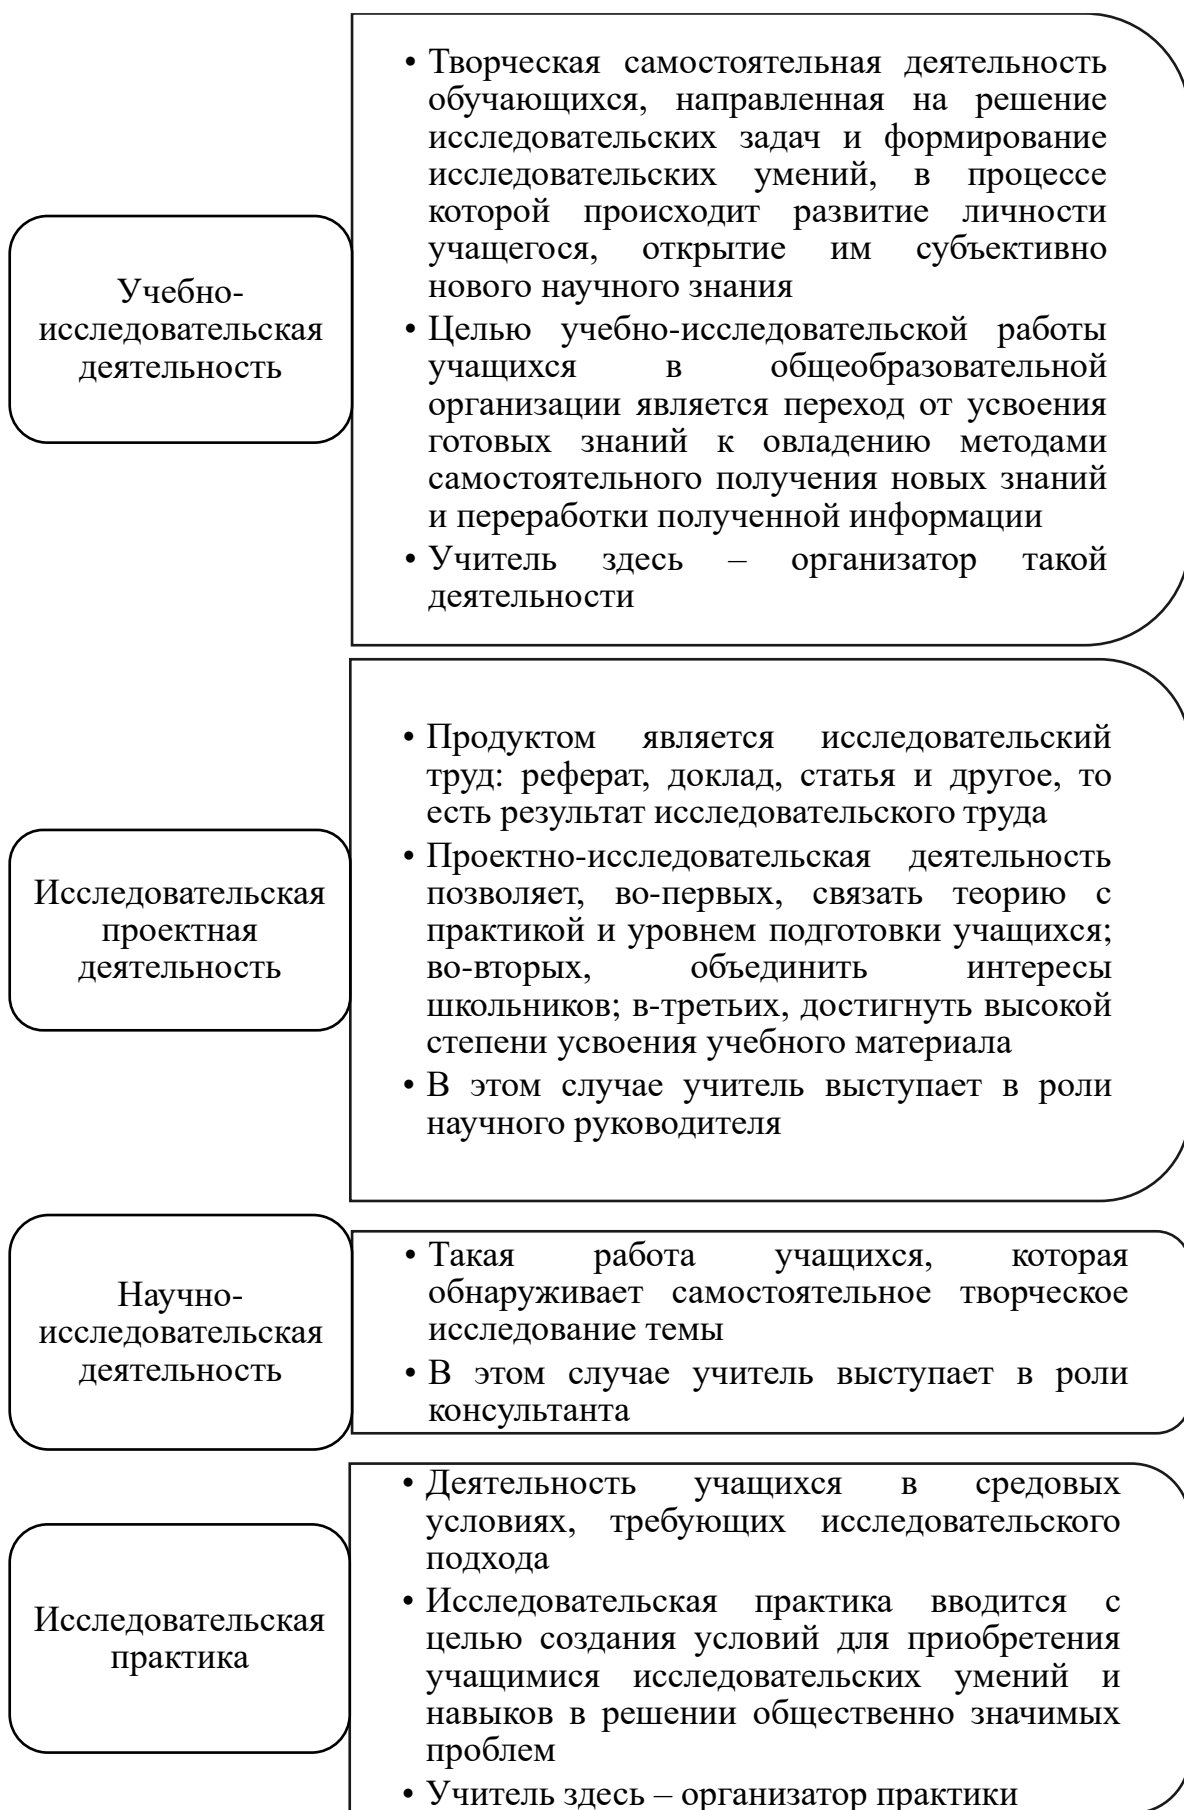 Учебно-
исследовательская
деятельность
• Творческая самостоятельная деятельность
обучающихся, направленная на решение
исследовательских задач и формирование
исследовательских умений, в процессе
которой происходит развитие личности
учащегося, открытие им субъективно
нового научного знания
• Целью учебно-исследовательской работы
учащихся в общеобразовательной
организации является переход от усвоения
готовых знаний к овладению методами
самостоятельного получения новых знаний
и переработки полученной информации
• Учитель здесь – организатор такой
деятельности
Исследовательская
проектная
деятельность
• Продуктом является исследовательский
труд: реферат, доклад, статья и другое, то
есть результат исследовательского труда
• Проектно-исследовательская деятельность
позволяет, во-первых, связать теорию с
практикой и уровнем подготовки учащихся;
во-вторых, объединить интересы
школьников; в-третьих, достигнуть высокой
степени усвоения учебного материала
• В этом случае учитель выступает в роли
научного руководителя
Научно-
исследовательская
деятельность
• Такая работа учащихся, которая
обнаруживает самостоятельное творческое
исследование темы
• В этом случае учитель выступает в роли
консультанта
Исследовательская
практика
• Деятельность учащихся в средовых
условиях, требующих исследовательского
подхода
• Исследовательская практика вводится с
целью создания условий для приобретения
учащимися исследовательских умений и
навыков в решении общественно значимых
проблем
• Учитель здесь – организатор практики